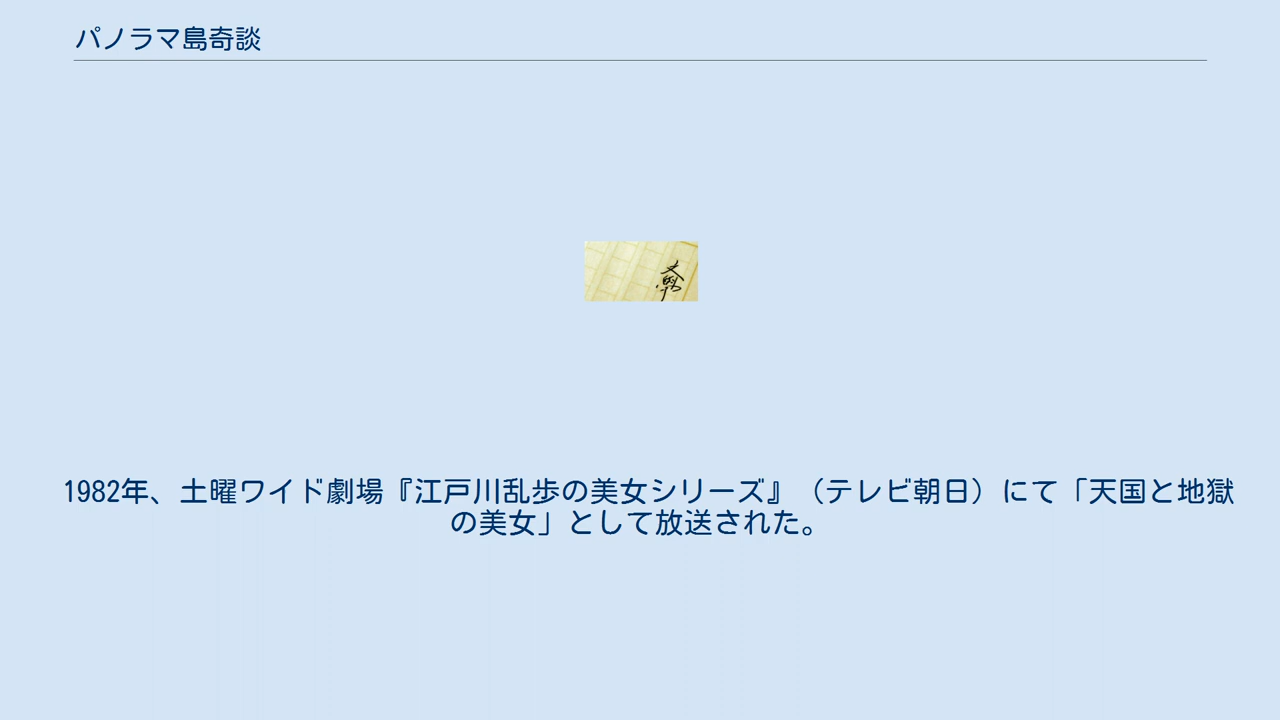 パノラマ島奇談
1982年、土曜ワイド劇場『江戸川乱歩の美女シリーズ』（テレビ朝日）にて「天国と地獄
の美女」として放送された。